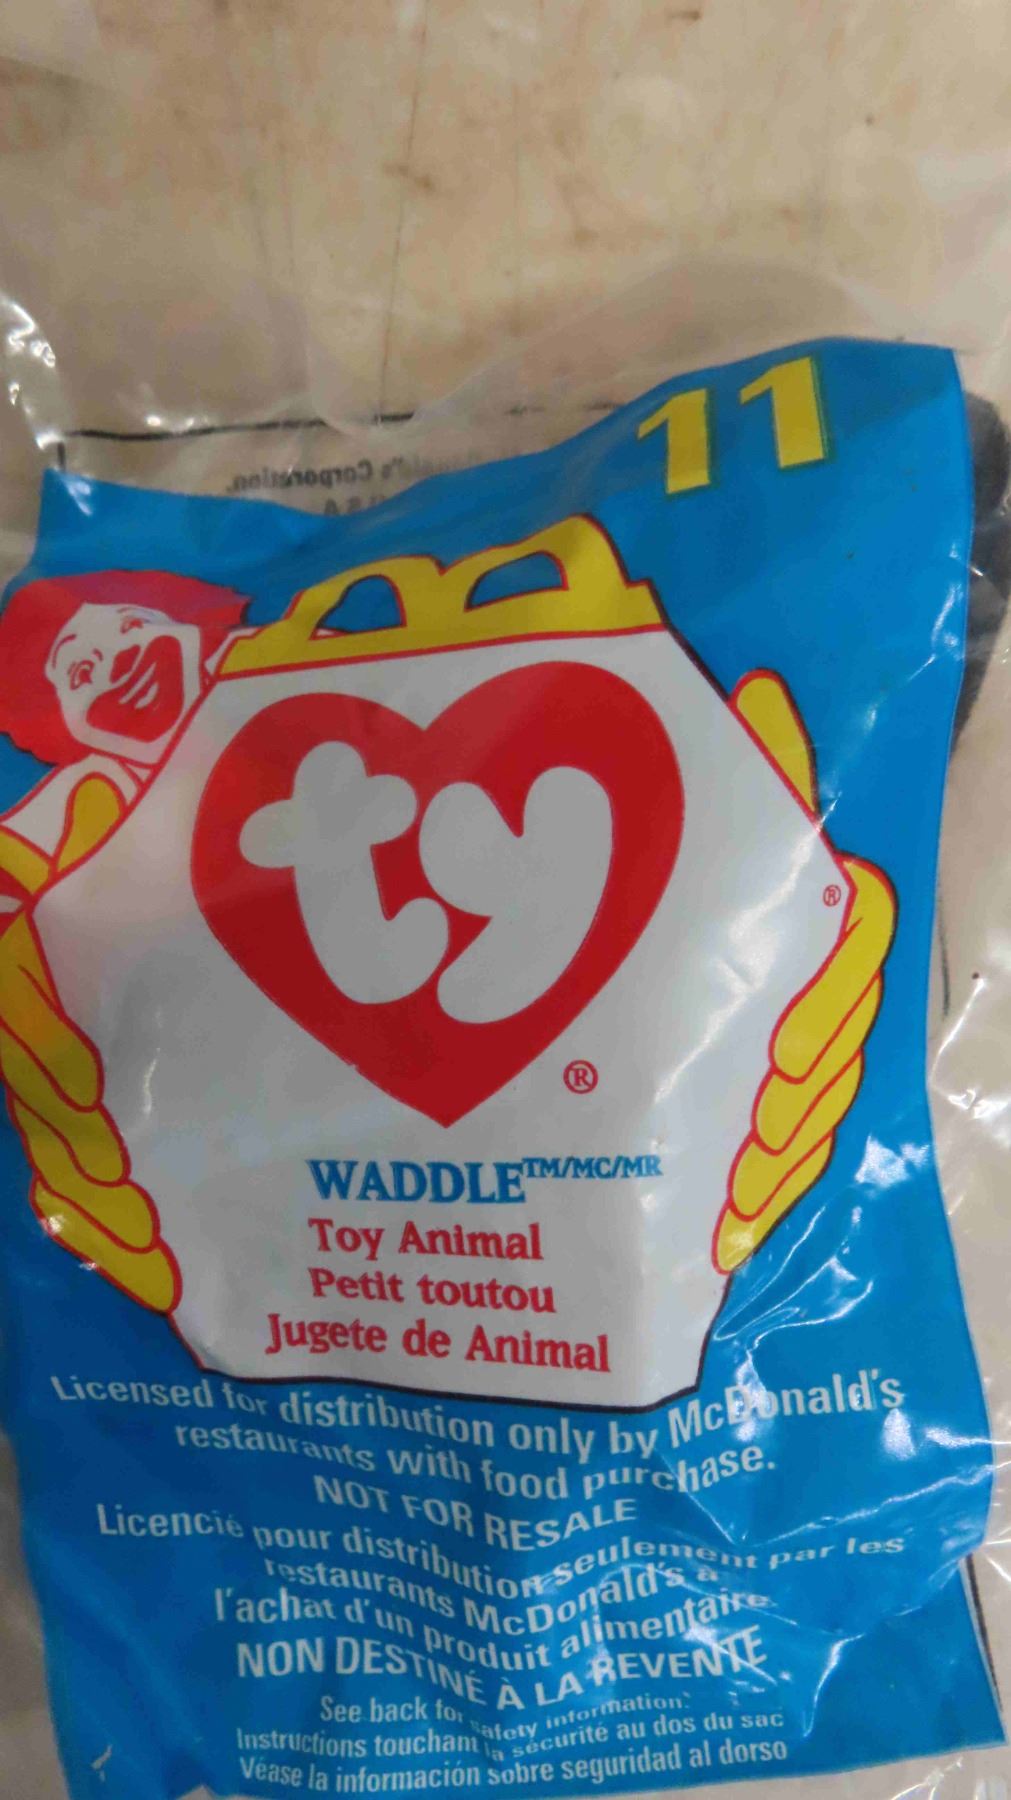 11
Corporation.
U.S.A.
ty
®
®
WADDLE™/MC/MR
Toy Animal
Petit toutou
Jugete de Animal
Licensed for distribution only by McDonald's
restaurants with food purchase.
NOT FOR RESALE
Licencié pour distribution seulement par les
restaurants McDonald's à
l'achat d'un produit alimentaire.
NON DESTINÉ À LA REVENTE
See back for safety information.
Instructions touchant la sécurité au dos du sac
Véase la información sobre seguridad al dorso